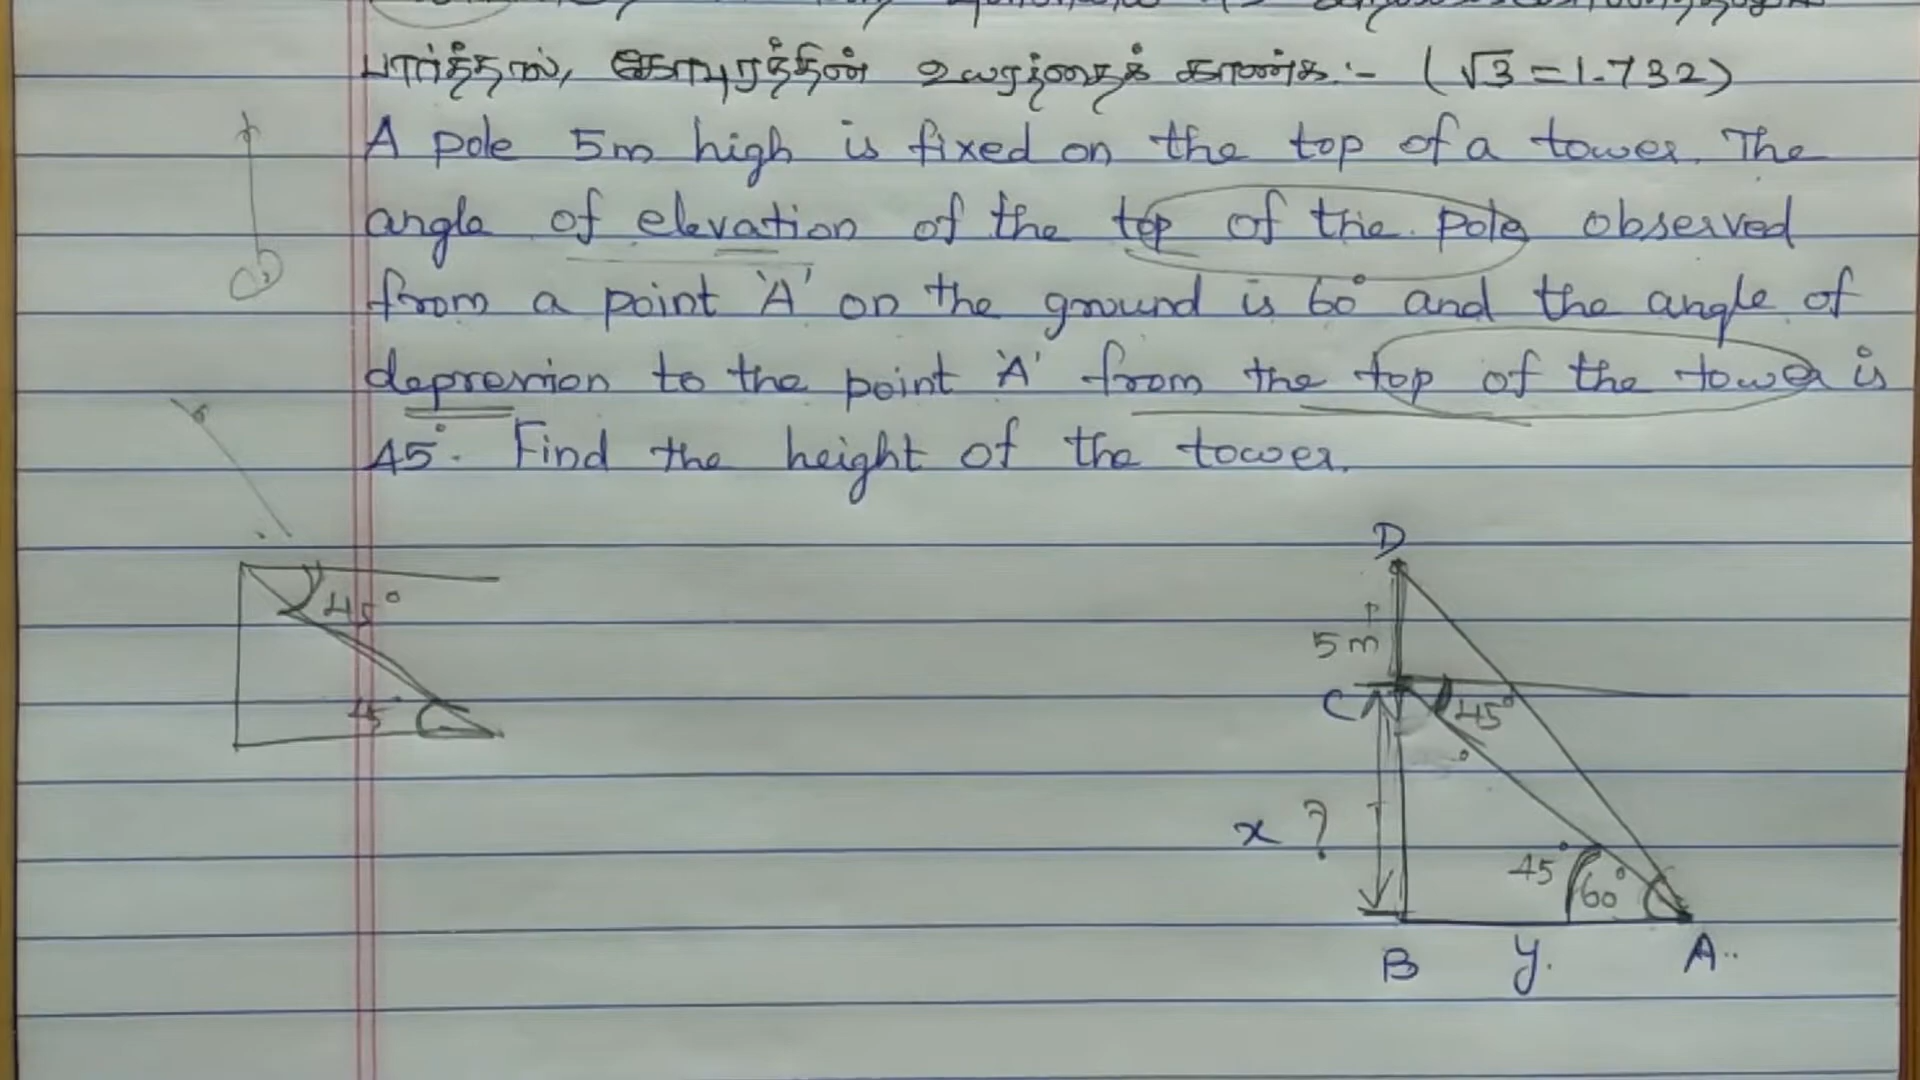 பார்த்தால், கோபுரத்தின் உயரத்தைக் காண்க :- (√3 = 1.732)
A pole 5m high is fixed on the top of a tower. The
angle of elevation of the top of the pole observed
from a point 'A' on the ground is 60° and the angle of
depression to the point 'A' from the top of the tower is
45°. Find the height of the tower.
D
45°
5m
C
45°
45°
x ?
45° 60°
B y. A..